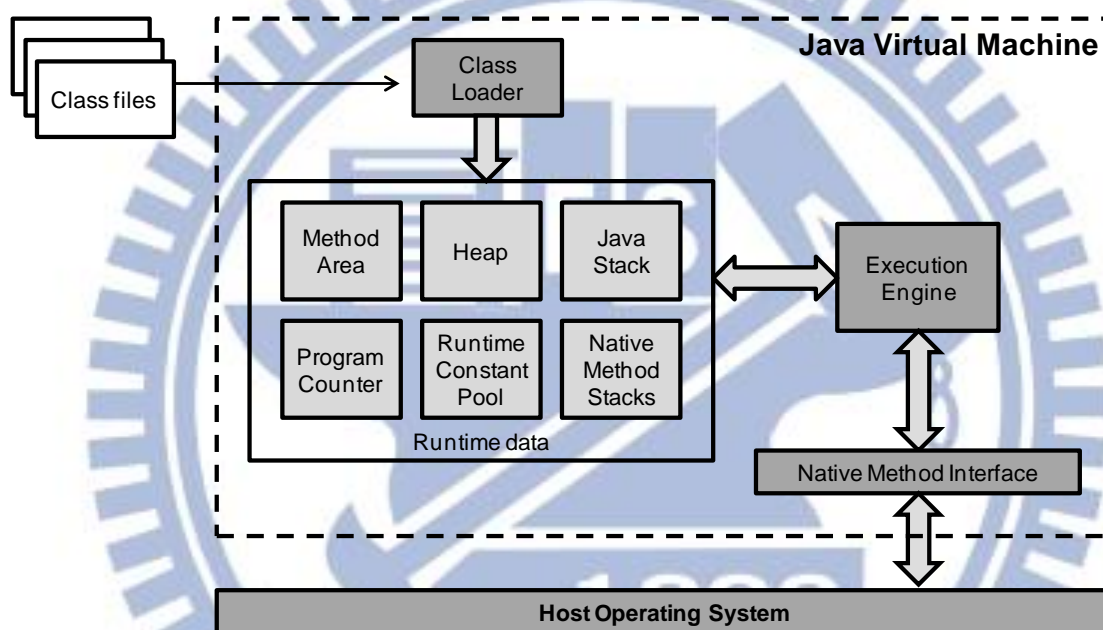 Java Virtual Machine
Class files
Class
Loader
Method
Area
Heap
Java
Stack
Execution
Engine
Program
Counter
Runtime
Constant
Pool
Native
Method
Stacks
Runtime data
Native Method Interface
Host Operating System